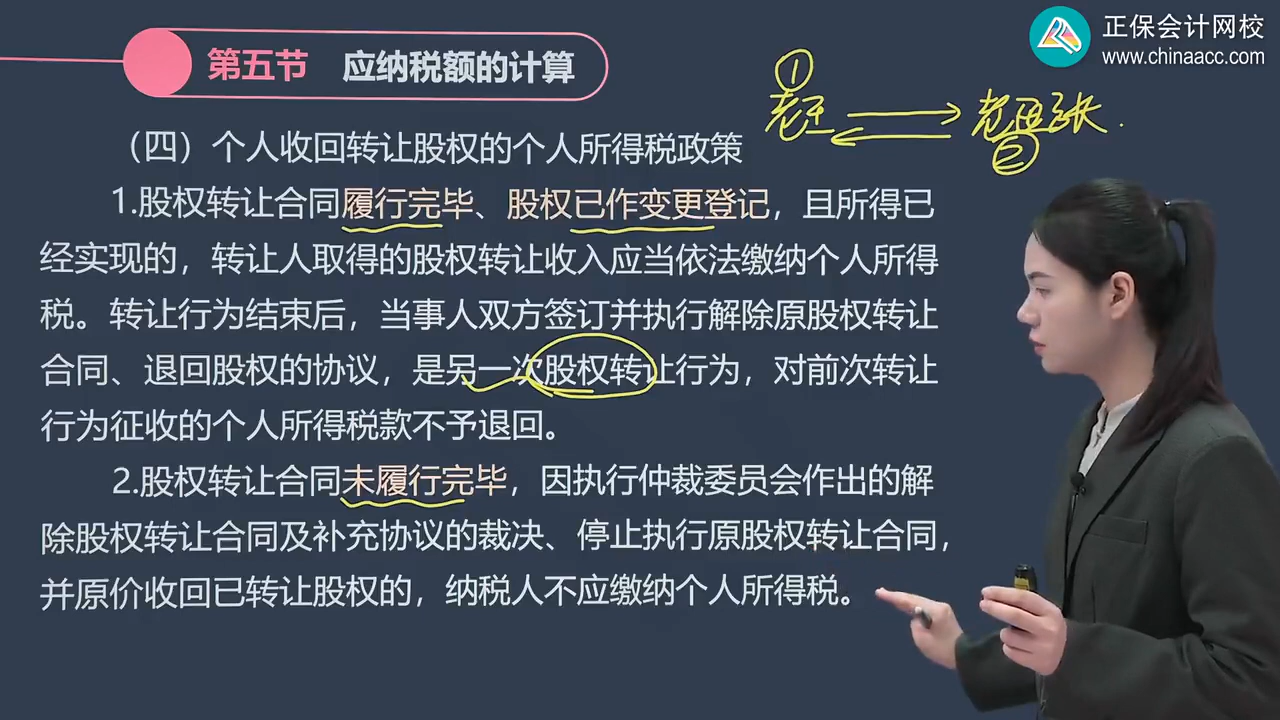 正保会计网校
www.chinaacc.com
第五节 应纳税额的计算
①
老王
老张
②
（四）个人收回转让股权的个人所得税政策
1.股权转让合同履行完毕、股权已作变更登记，且所得已
经实现的，转让人取得的股权转让收入应当依法缴纳个人所得
税。转让行为结束后，当事人双方签订并执行解除原股权转让
合同、退回股权的协议，是另一次股权转让行为，对前次转让
行为征收的个人所得税款不予退回。
2.股权转让合同未履行完毕，因执行仲裁委员会作出的解
除股权转让合同及补充协议的裁决、停止执行原股权转让合同，
并原价收回已转让股权的，纳税人不应缴纳个人所得税。